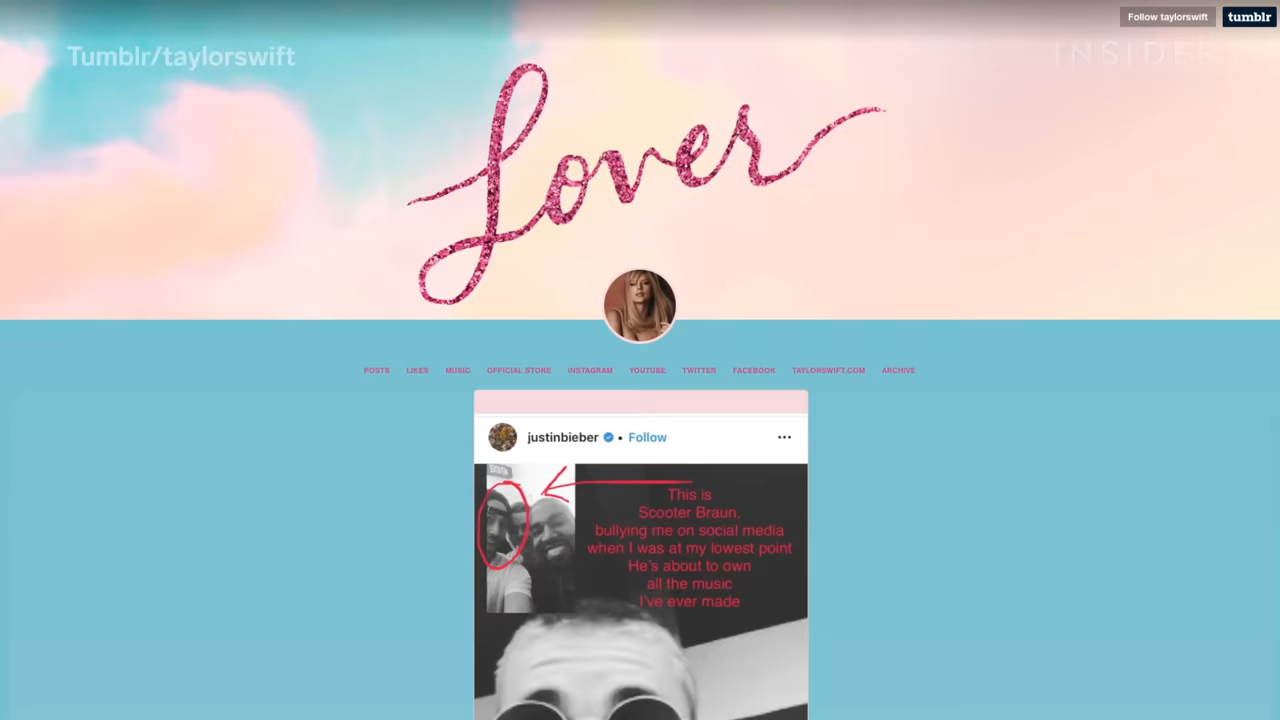 Follow taylorswift
tumblr
Tumblr/taylorswift
INSIDER
Lover
POSTS LIKES MUSIC OFFICIAL STORE INSTAGRAM YOUTUBE TWITTER FACEBOOK TAYLORSWIFT.COM ARCHIVE
justinbieber • Follow
This is
Scooter Braun,
bullying me on social media
when I was at my lowest point
He's about to own
all the music
I've ever made